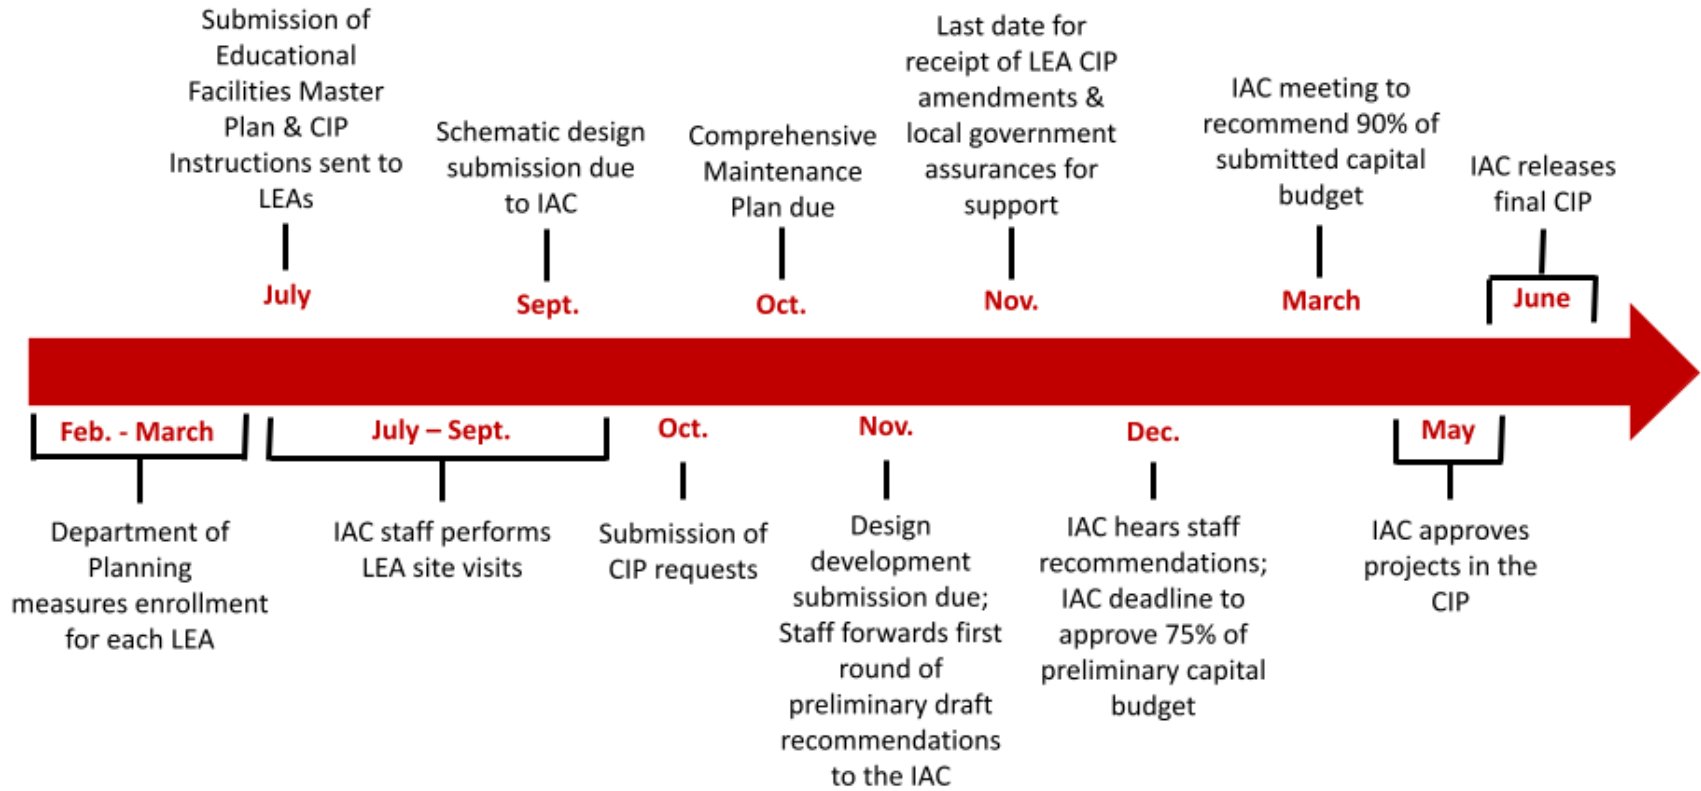 Submission of
Educational
Facilities Master
Plan & CIP
Instructions sent to
LEAs
July
Schematic design
submission due
to IAC
Sept.
Comprehensive
Maintenance
Plan due
Oct.
Last date for
receipt of LEA CIP
amendments &
local government
assurances for
support
Nov.
IAC meeting to
recommend 90% of
submitted capital
budget
March
IAC releases
final CIP
June
Feb. - March
Department of
Planning
measures enrollment
for each LEA
July – Sept.
IAC staff performs
LEA site visits
Oct.
Submission of
CIP requests
Nov.
Design
development
submission due;
Staff forwards first
round of
preliminary draft
recommendations
to the IAC
Dec.
IAC hears staff
recommendations;
IAC deadline to
approve 75% of
preliminary capital
budget
May
IAC approves
projects in the
CIP